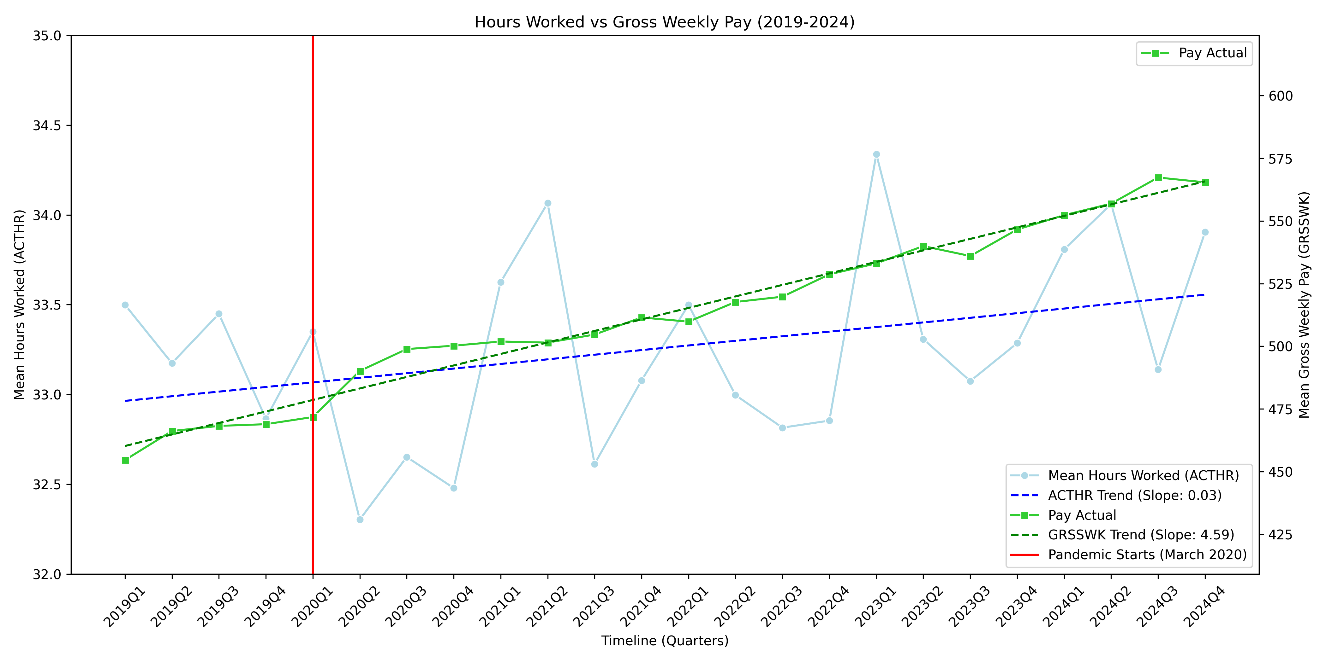 Hours Worked vs Gross Weekly Pay (2019-2024)
Pay Actual
Mean Hours Worked (ACTHR)
35.0
34.5
34.0
33.5
33.0
32.5
32.0
600
575
550
525
500
475
450
425
Mean Gross Weekly Pay (GRSSWK)
Mean Hours Worked (ACTHR)
ACTHR Trend (Slope: 0.03)
Pay Actual
GRSSWK Trend (Slope: 4.59)
Pandemic Starts (March 2020)
2019Q1
2019Q2
2019Q3
2019Q4
2020Q1
2020Q2
2020Q3
2020Q4
2021Q1
2021Q2
2021Q3
2021Q4
2022Q1
2022Q2
2022Q3
2022Q4
2023Q1
2023Q2
2023Q3
2023Q4
2024Q1
2024Q2
2024Q3
2024Q4
Timeline (Quarters)